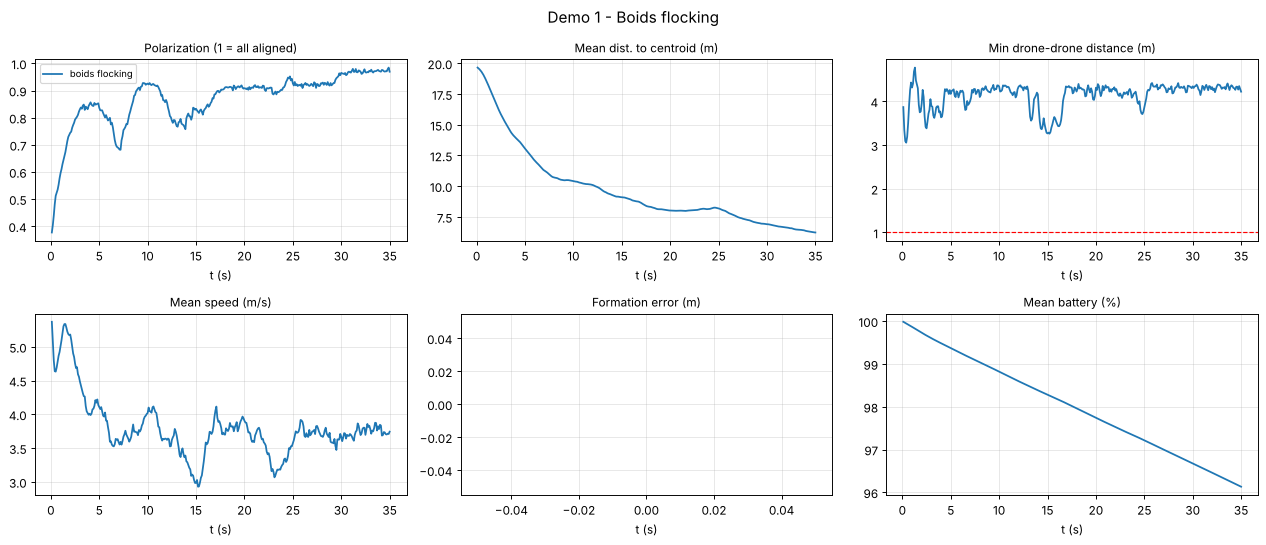 Demo 1 - Boids flocking
Polarization (1 = all aligned)
boids flocking
1.0
0.9
0.8
0.7
0.6
0.5
0.4
0 5 10 15 20 25 30 35
t (s)
Mean dist. to centroid (m)
20.0
17.5
15.0
12.5
10.0
7.5
0 5 10 15 20 25 30 35
t (s)
Min drone-drone distance (m)
4
3
2
1
0 5 10 15 20 25 30 35
t (s)
Mean speed (m/s)
5.0
4.5
4.0
3.5
3.0
0 5 10 15 20 25 30 35
t (s)
Formation error (m)
0.04
0.02
0.00
−0.02
−0.04
−0.04 −0.02 0.00 0.02 0.04
t (s)
Mean battery (%)
100
99
98
97
96
0 5 10 15 20 25 30 35
t (s)